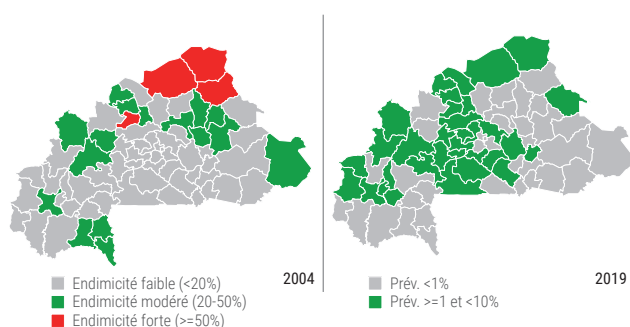 2004
Endimicité faible (<20%)
Endimicité modéré (20-50%)
Endimicité forte (>=50%)
2019
Prév. <1%
Prév. >=1 et <10%